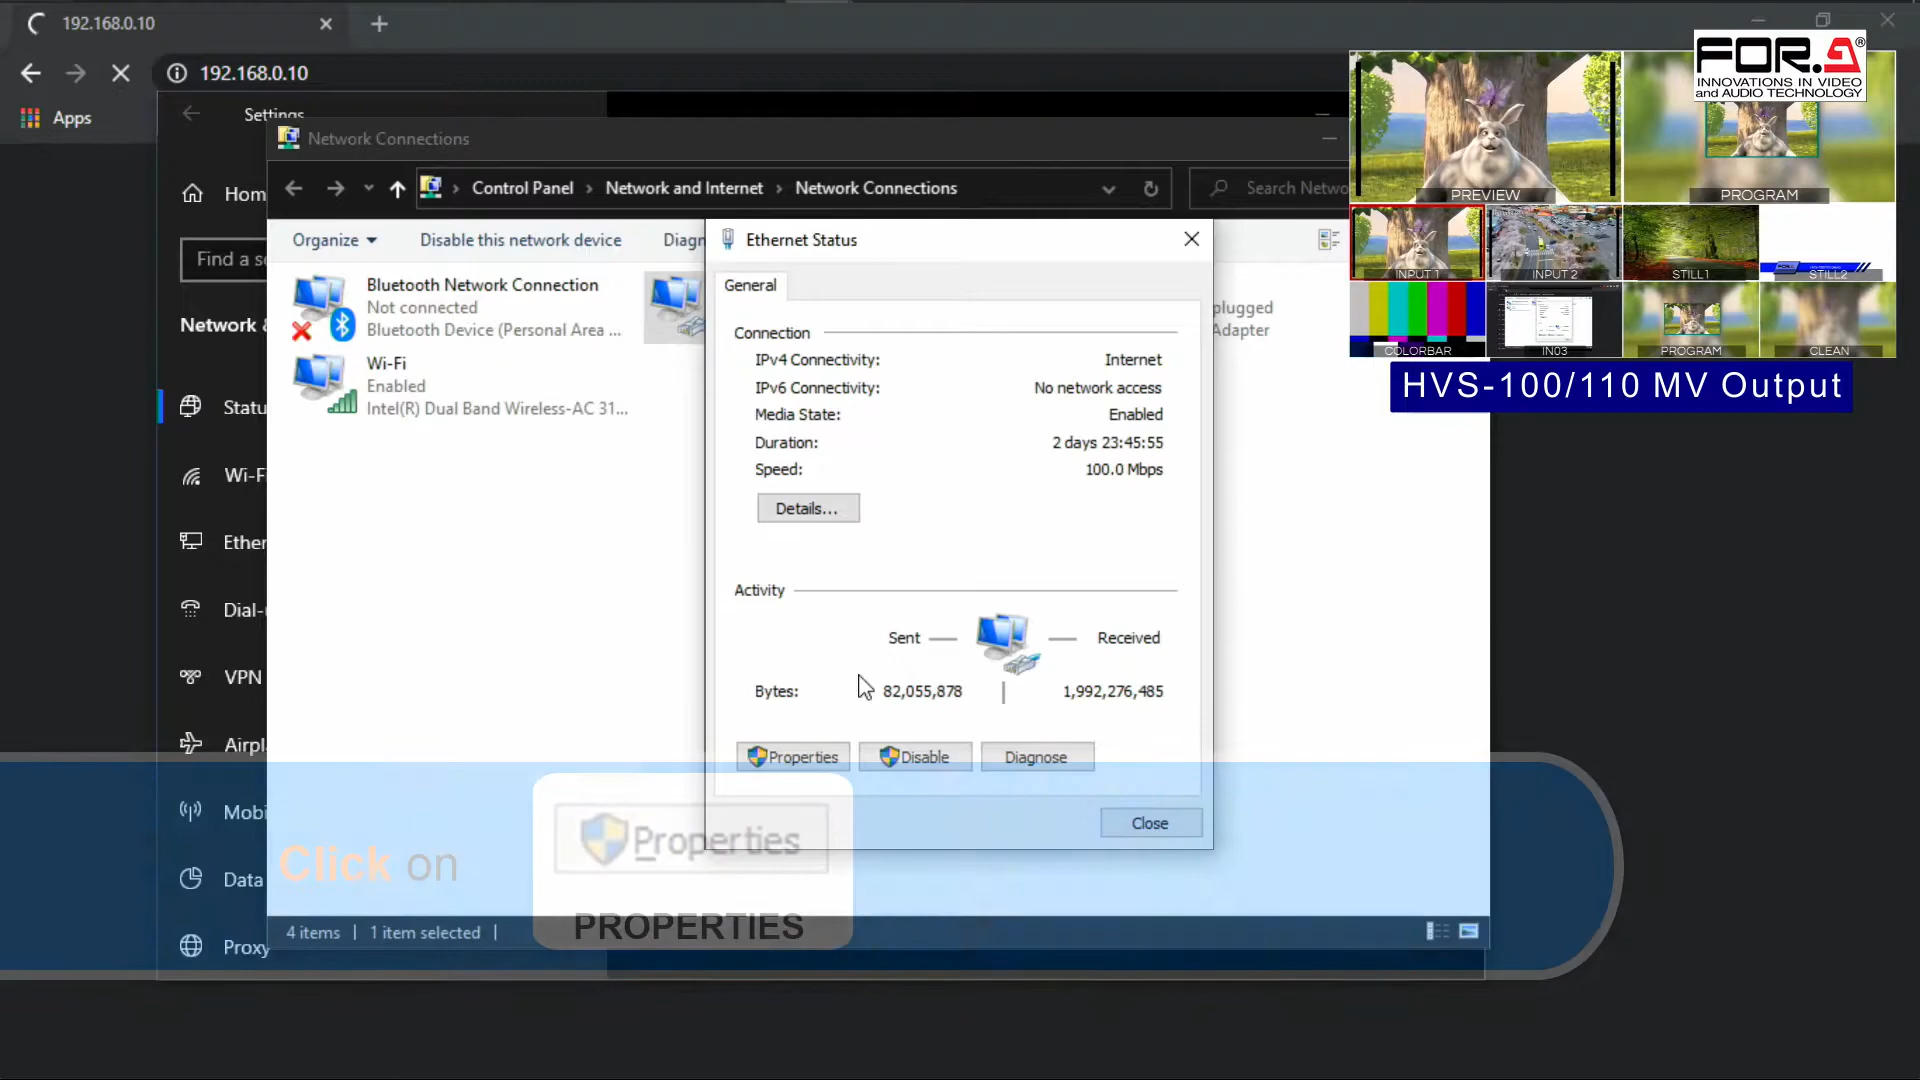 192.168.0.10
192.168.0.10
Apps
Settings
Hom
Find a s
Network
Statu
Wi-Fi
Ether
Dial-
VPN
Airpl
Mobi
Data
Proxy
Network Connections
Control Panel › Network and Internet › Network Connections
Search Netwo
Organize
Disable this network device
Diagn
Bluetooth Network Connection
Not connected
Bluetooth Device (Personal Area ...
Wi-Fi
Enabled
Intel(R) Dual Band Wireless-AC 31...
plugged
Adapter
Ethernet Status
General
Connection
IPv4 Connectivity: Internet
IPv6 Connectivity: No network access
Media State: Enabled
Duration: 2 days 23:45:55
Speed: 100.0 Mbps
Details...
Activity
Sent
Received
Bytes: 82,055,878 | 1,992,276,485
Properties
Disable
Diagnose
Close
Click on
Properties
PROPERTIES
4 items | 1 item selected |
FOR.A®
INNOVATIONS IN VIDEO
and AUDIO TECHNOLOGY
PREVIEW
PROGRAM
INPUT 1
INPUT 2
STILL1
STILL2
COLORBAR
IN03
PROGRAM
CLEAN
HVS-100/110 MV Output